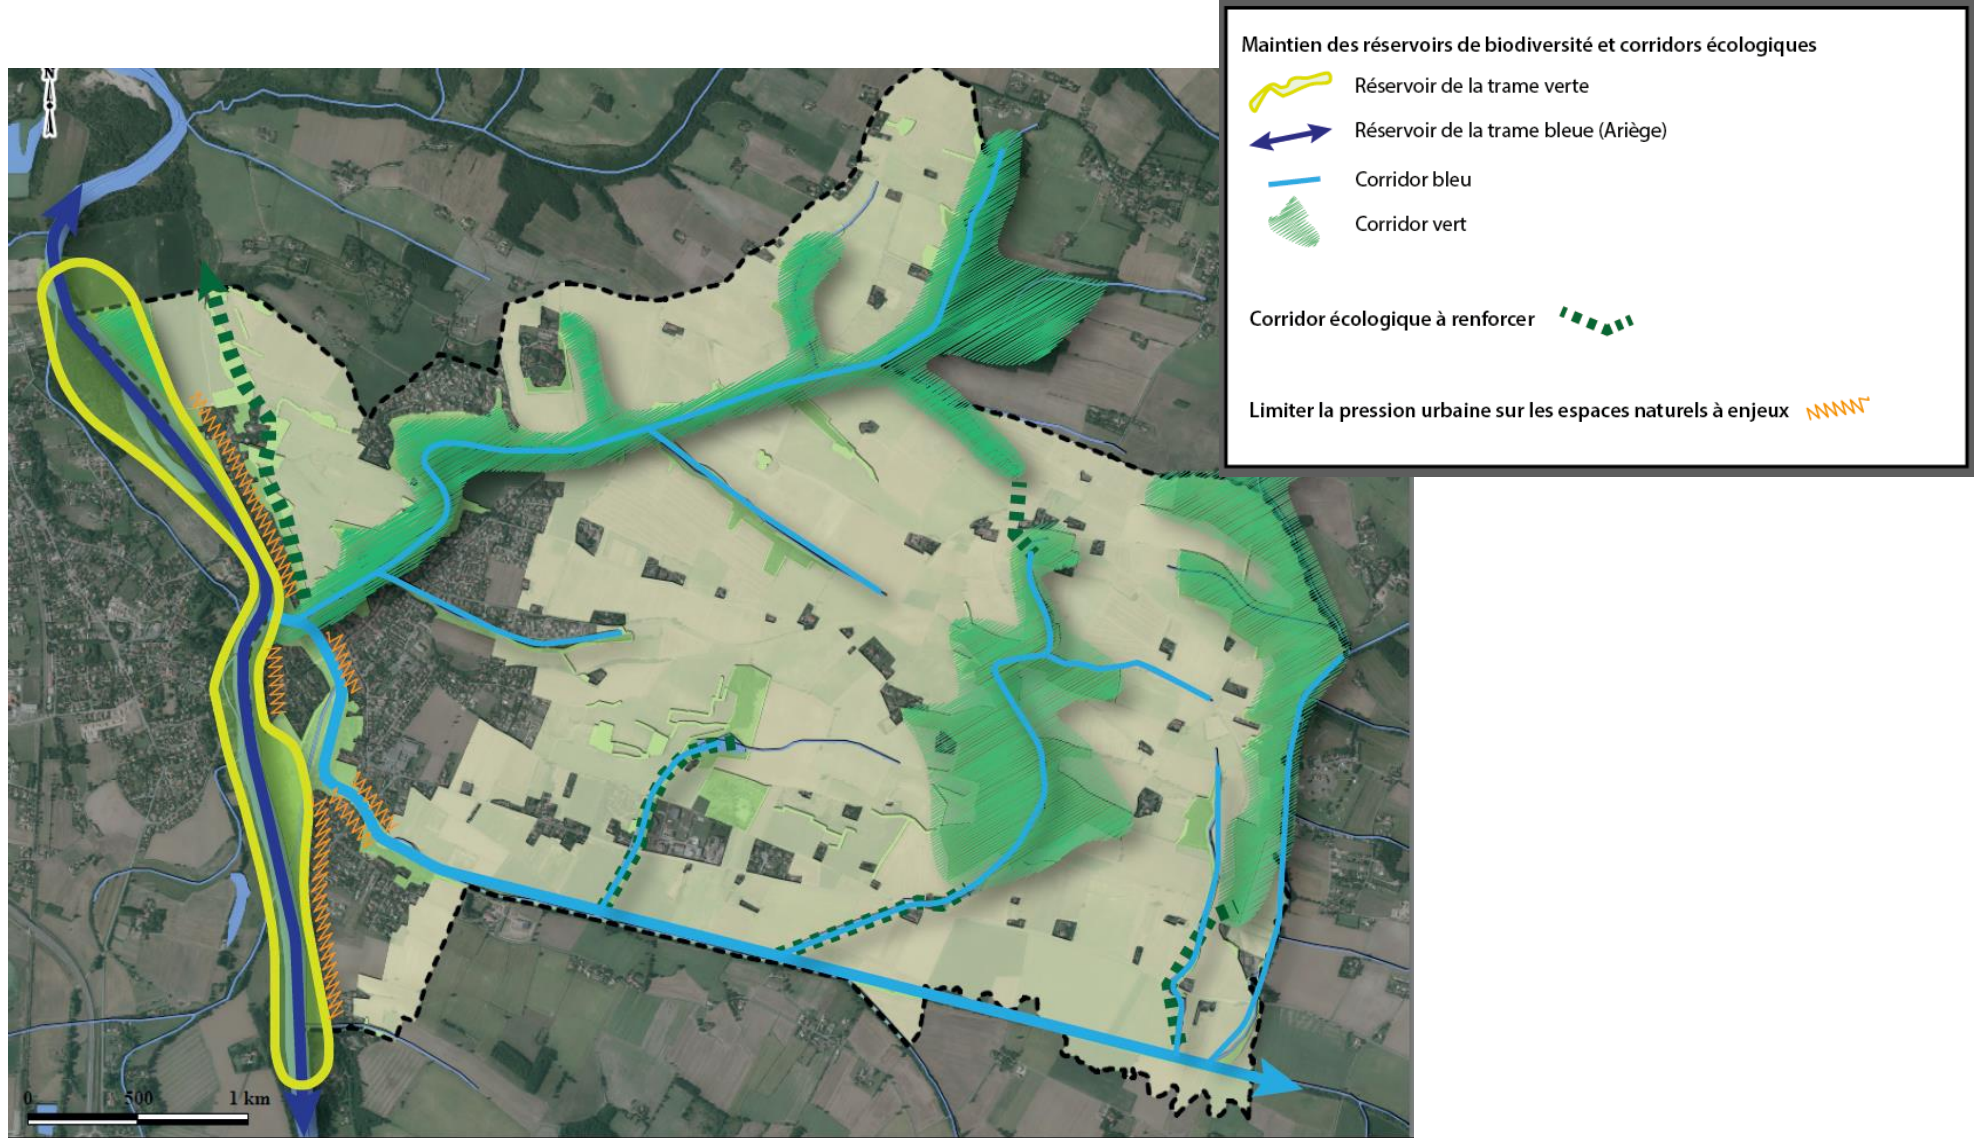 Maintien des réservoirs de biodiversité et corridors écologiques
Réservoir de la trame verte
Réservoir de la trame bleue (Ariège)
Corridor bleu
Corridor vert
Corridor écologique à renforcer
Limiter la pression urbaine sur les espaces naturels à enjeux
N
0 500 1 km